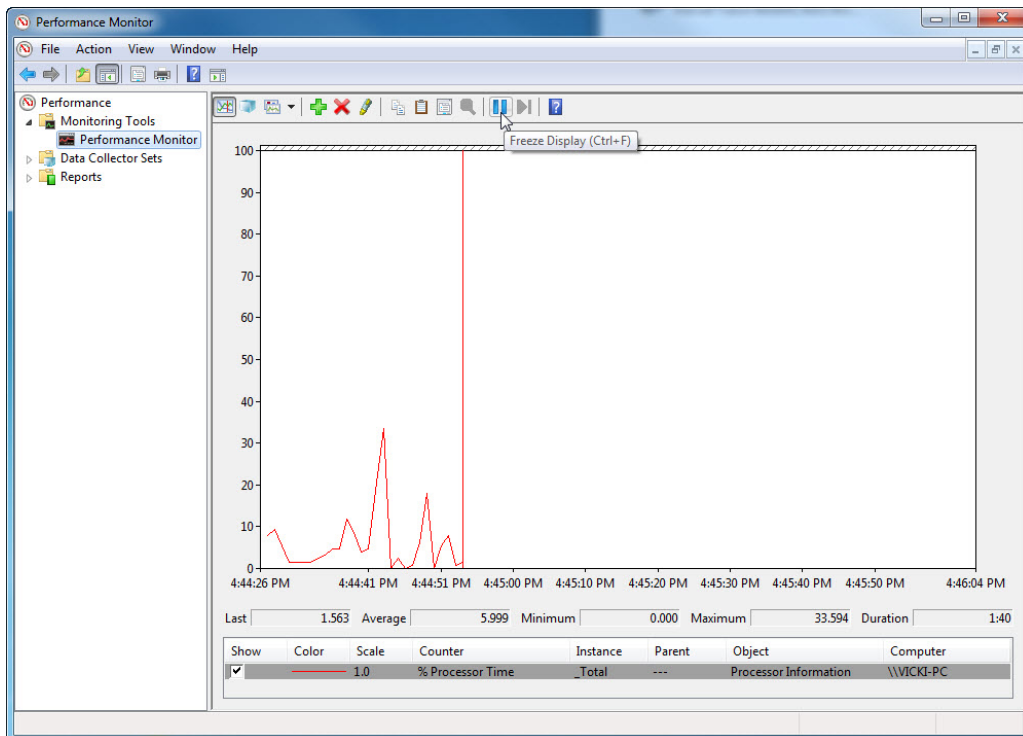 Performance Monitor
File Action View Window Help
Performance
Monitoring Tools
Performance Monitor
Data Collector Sets
Reports
Freeze Display (Ctrl+F)
100
90
80
70
60
50
40
30
20
10
0
4:44:26 PM 4:44:41 PM 4:44:51 PM 4:45:00 PM 4:45:10 PM 4:45:20 PM 4:45:30 PM 4:45:40 PM 4:45:50 PM 4:46:04 PM
Last 1.563 Average 5.999 Minimum 0.000 Maximum 33.594 Duration 1:40
Show Color Scale Counter Instance Parent Object Computer
1.0 % Processor Time _Total --- Processor Information \\VICKI-PC